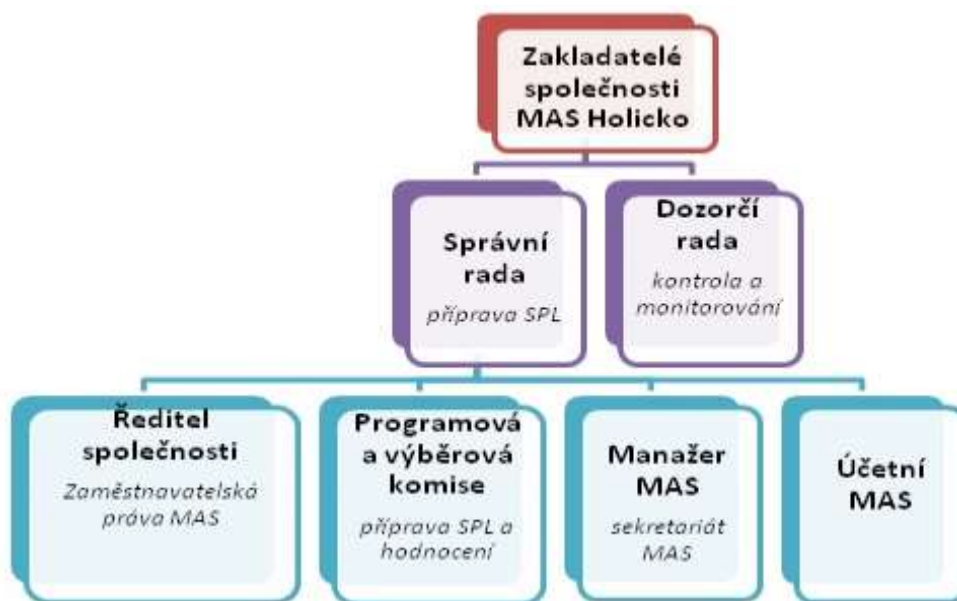 Zakladatelé
společnosti
MAS Holicko
Správní
rada
příprava SPL
Dozorčí
rada
kontrola a
monitorování
Ředitel
společnosti
Zaměstnavatelská
práva MAS
Programová
a výběrová
komise
příprava SPL a
hodnocení
Manažer
MAS
sekretariát
MAS
Účetní
MAS